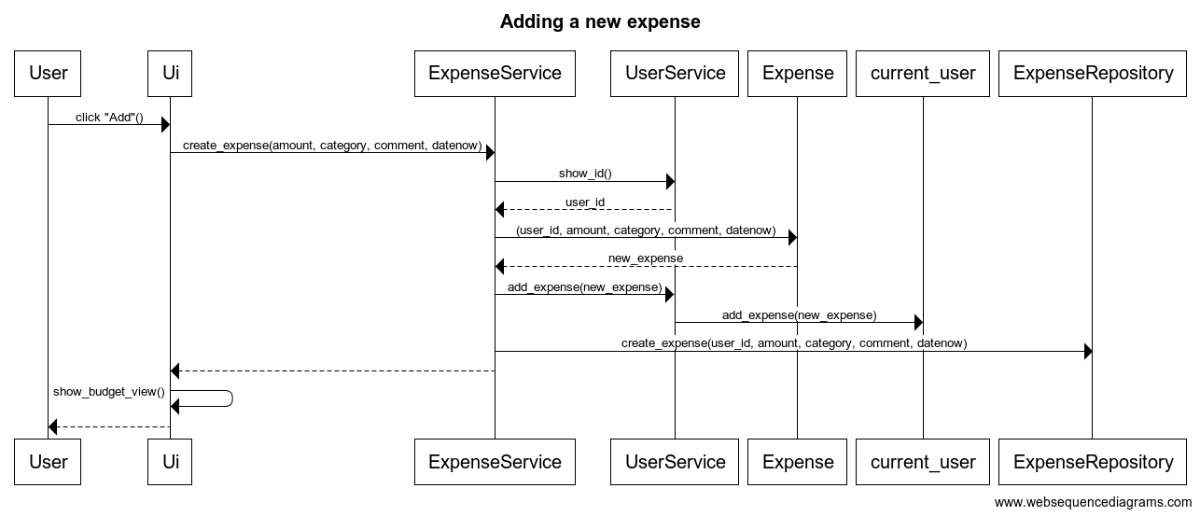 Adding a new expense
User
Ui
ExpenseService
UserService
Expense
current_user
ExpenseRepository
click "Add"()
create_expense(amount, category, comment, datenow)
show_id()
user_id
(user_id, amount, category, comment, datenow)
new_expense
add_expense(new_expense)
add_expense(new_expense)
create_expense(user_id, amount, category, comment, datenow)
show_budget_view()
User
Ui
ExpenseService
UserService
Expense
current_user
ExpenseRepository
www.websequencediagrams.com